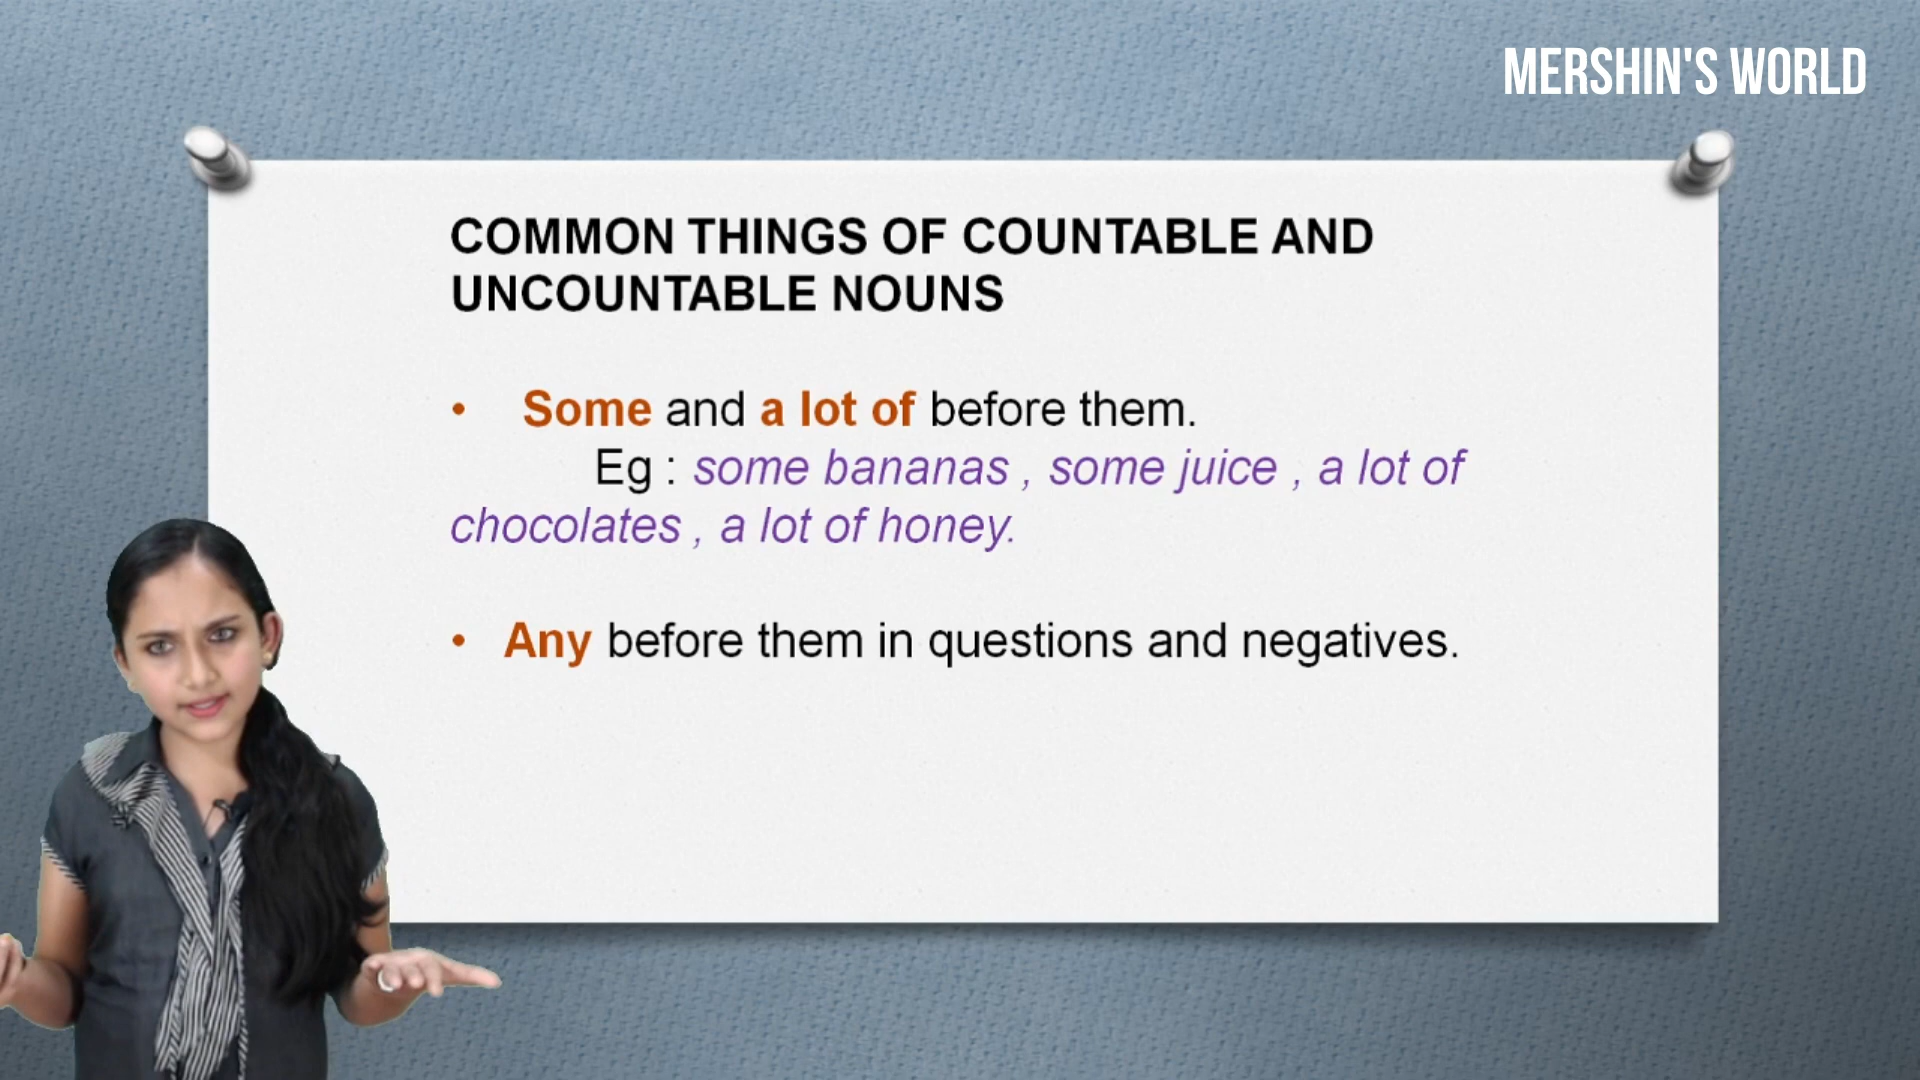 MERSHIN'S WORLD
COMMON THINGS OF COUNTABLE AND
UNCOUNTABLE NOUNS
• Some and a lot of before them.
Eg : some bananas , some juice , a lot of
chocolates , a lot of honey.
• Any before them in questions and negatives.